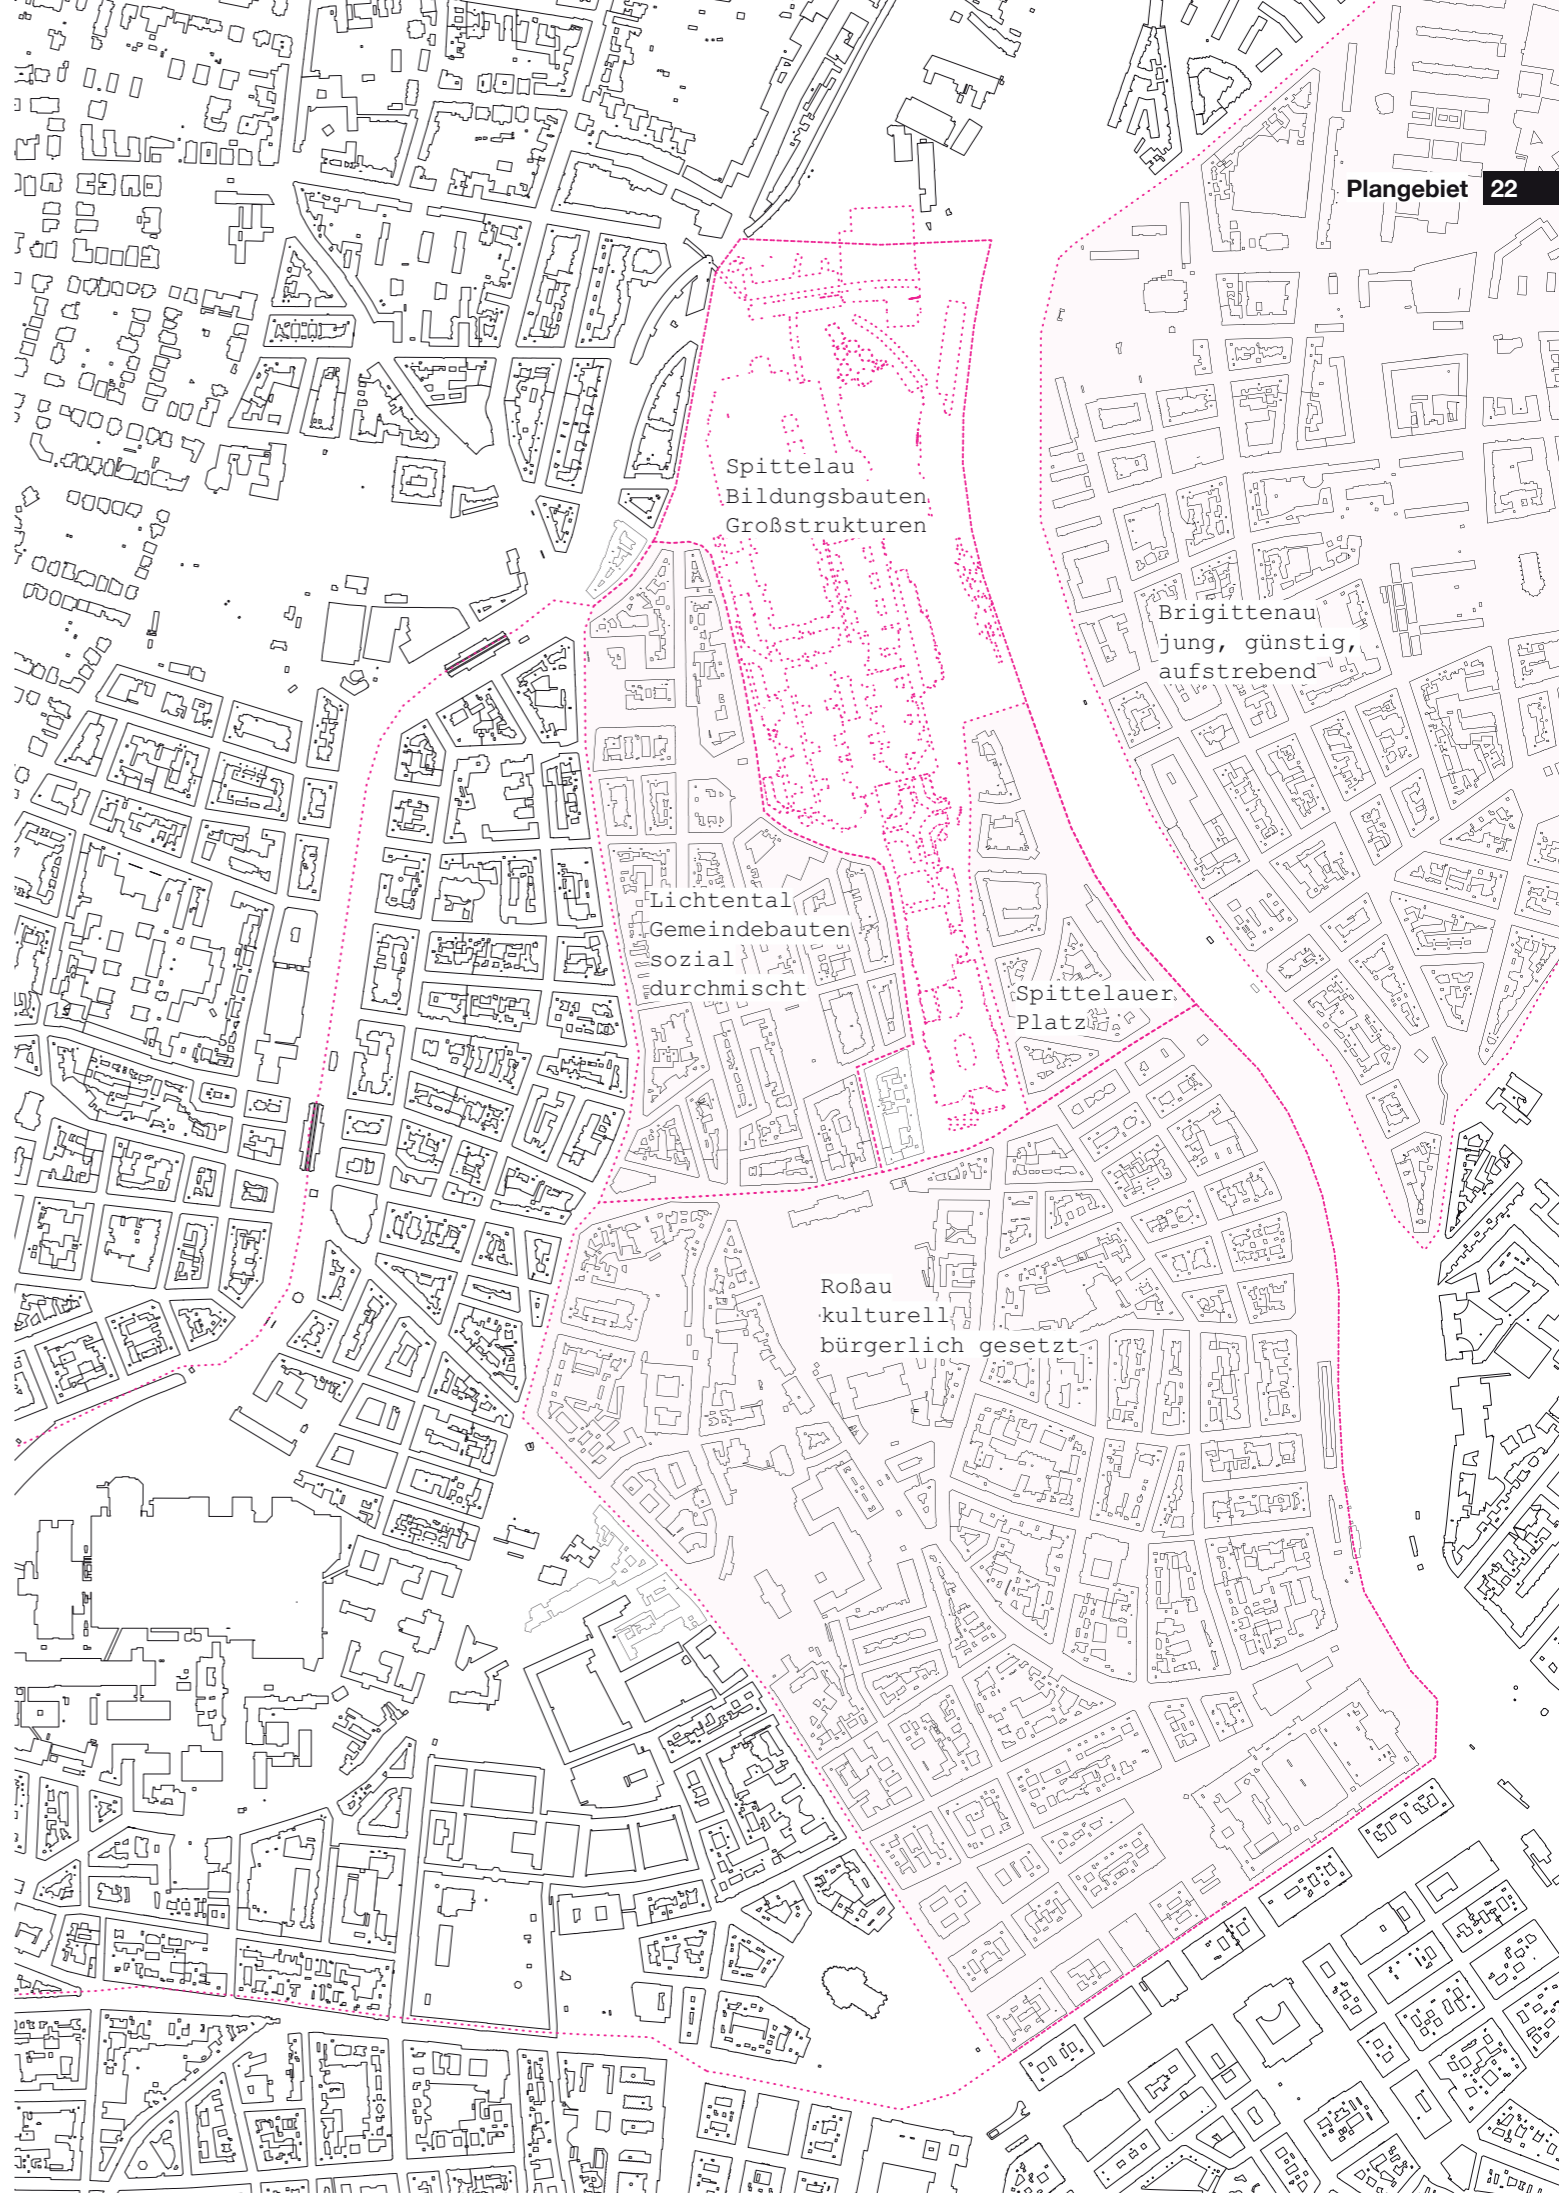 Plangebiet 22
Spittelau
Bildungsbauten
Großstrukturen
Brigittenau
jung, günstig,
aufstrebend
Lichtental
Gemeindebauten
sozial
durchmischt
Spittelauer
Platz
Roßau
kulturell
bürgerlich gesetzt